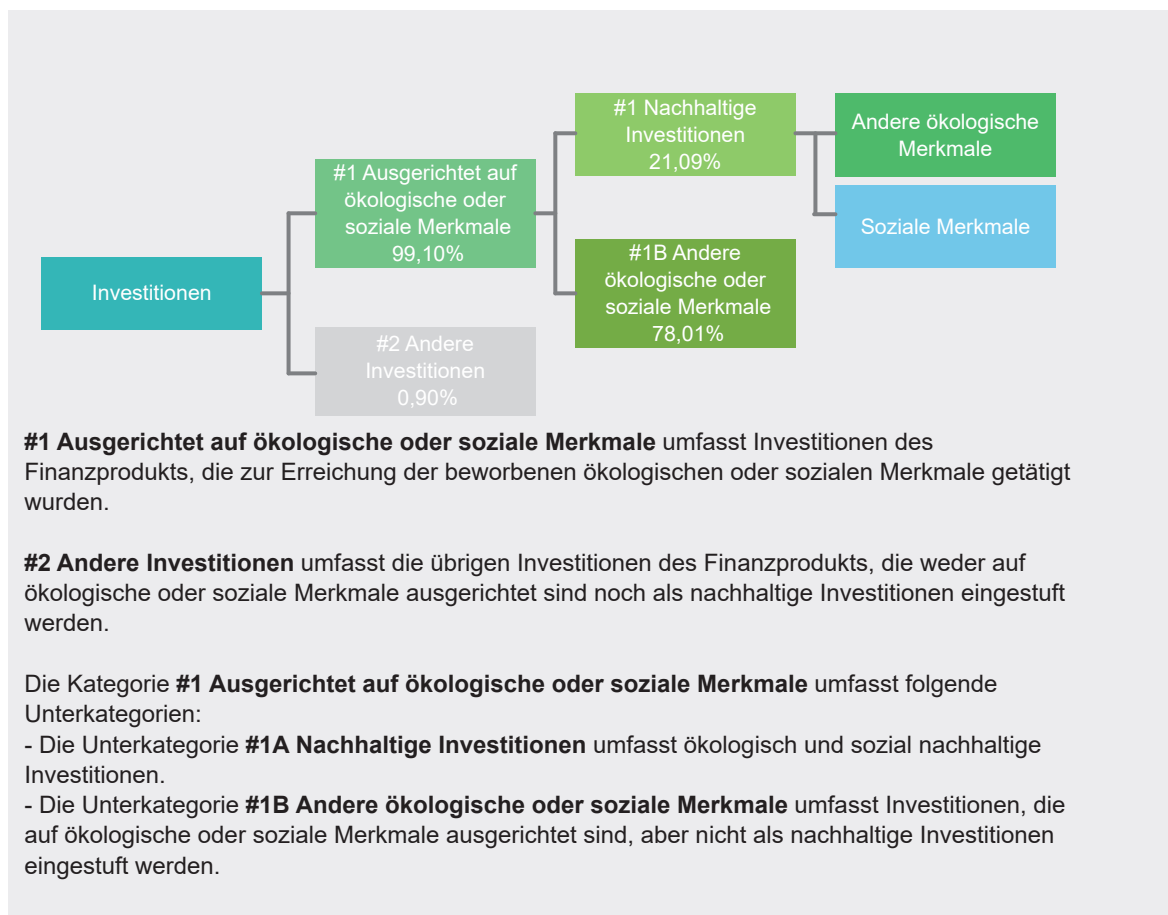 #1 Nachhaltige
Investitionen
21,09%
Andere ökologische
Merkmale
#1 Ausgerichtet auf
ökologische oder
soziale Merkmale
99,10%
Soziale Merkmale
#1B Andere
ökologische oder
soziale Merkmale
78,01%
Investitionen
#2 Andere
Investitionen
0,90%
#1 Ausgerichtet auf ökologische oder soziale Merkmale umfasst Investitionen des
Finanzprodukts, die zur Erreichung der beworbenen ökologischen oder sozialen Merkmale getätigt
wurden.
#2 Andere Investitionen umfasst die übrigen Investitionen des Finanzprodukts, die weder auf
ökologische oder soziale Merkmale ausgerichtet sind noch als nachhaltige Investitionen eingestuft
werden.
Die Kategorie #1 Ausgerichtet auf ökologische oder soziale Merkmale umfasst folgende
Unterkategorien:
- Die Unterkategorie #1A Nachhaltige Investitionen umfasst ökologisch und sozial nachhaltige
Investitionen.
- Die Unterkategorie #1B Andere ökologische oder soziale Merkmale umfasst Investitionen, die
auf ökologische oder soziale Merkmale ausgerichtet sind, aber nicht als nachhaltige Investitionen
eingestuft werden.